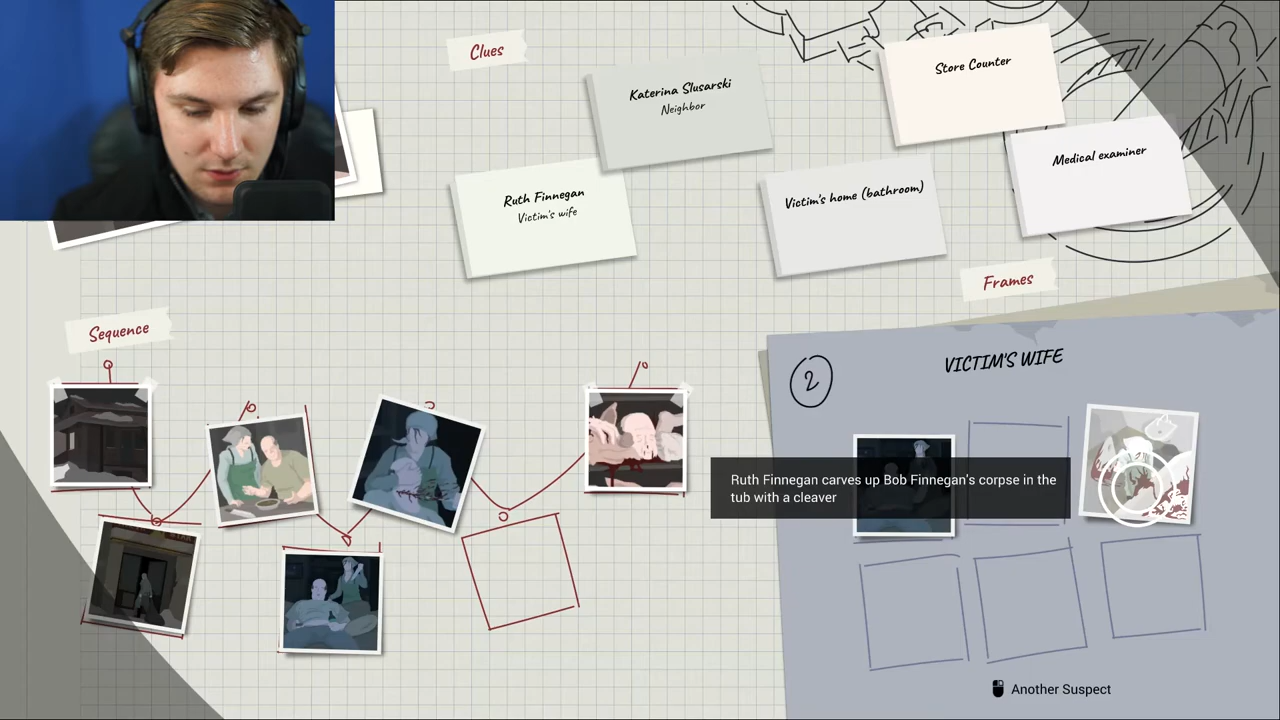 Clues
Katerina Slusarski
Neighbor
Store Counter
Medical examiner
Ruth Finnegan
Victim's wife
Victim's home (bathroom)
Frames
Sequence
2
VICTIM'S WIFE
Ruth Finnegan carves up Bob Finnegan's corpse in the
tub with a cleaver
Another Suspect